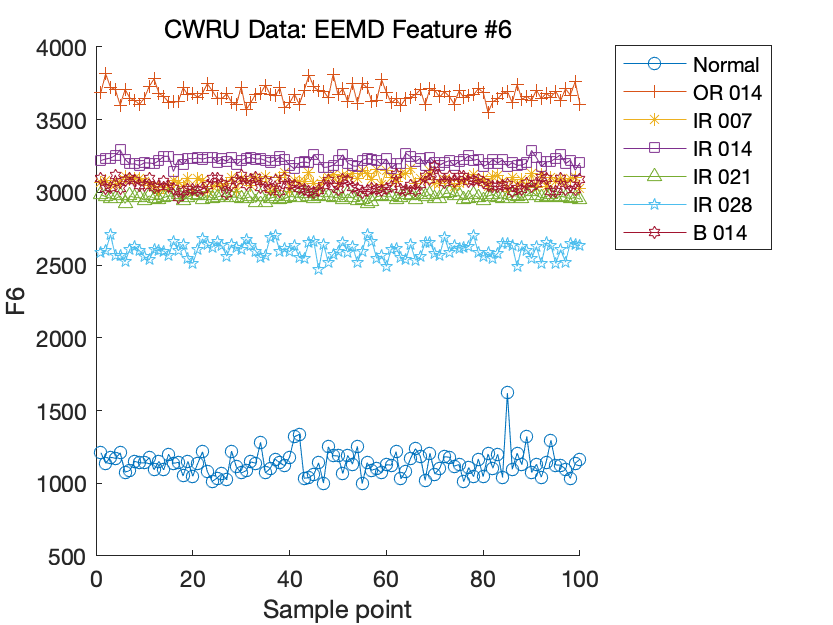 CWRU Data: EEMD Feature #6
4000
3500
3000
2500
2000
1500
1000
500
F6
0
20
40
60
80
100
Sample point
Normal
OR 014
IR 007
IR 014
IR 021
IR 028
B 014